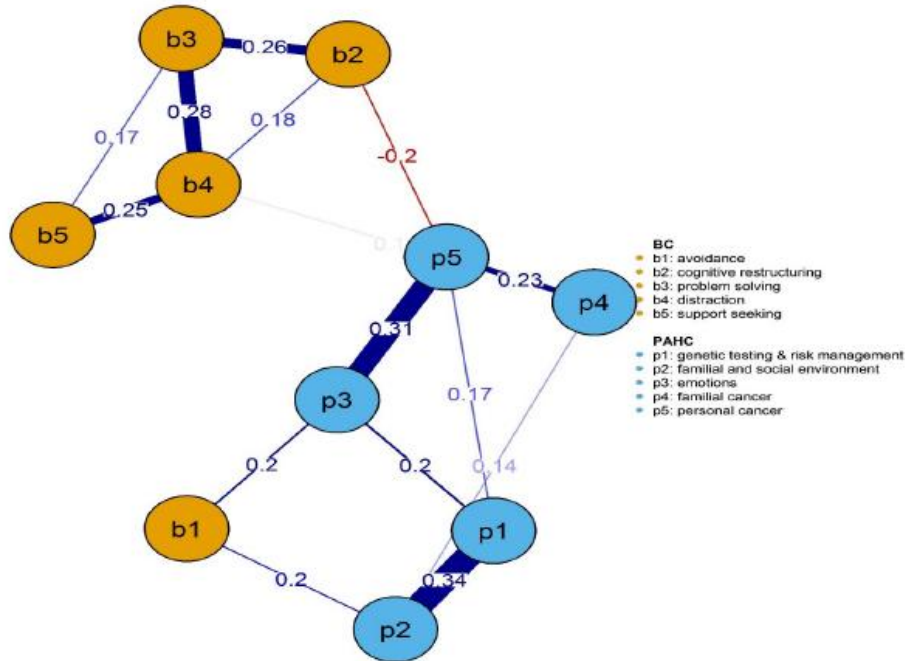 b3
0.26
b2
0.28
0.18
0.17
b4
-0.2
0.25
b5
p5
0.23
p4
0.31
p3
0.17
0.2
0.2
0.14
b1
p1
0.2
0.34
p2
BC
b1: avoidance
b2: cognitive restructuring
b3: problem solving
b4: distraction
b5: support seeking
PAHC
p1: genetic testing & risk management
p2: familial and social environment
p3: emotions
p4: familial cancer
p5: personal cancer